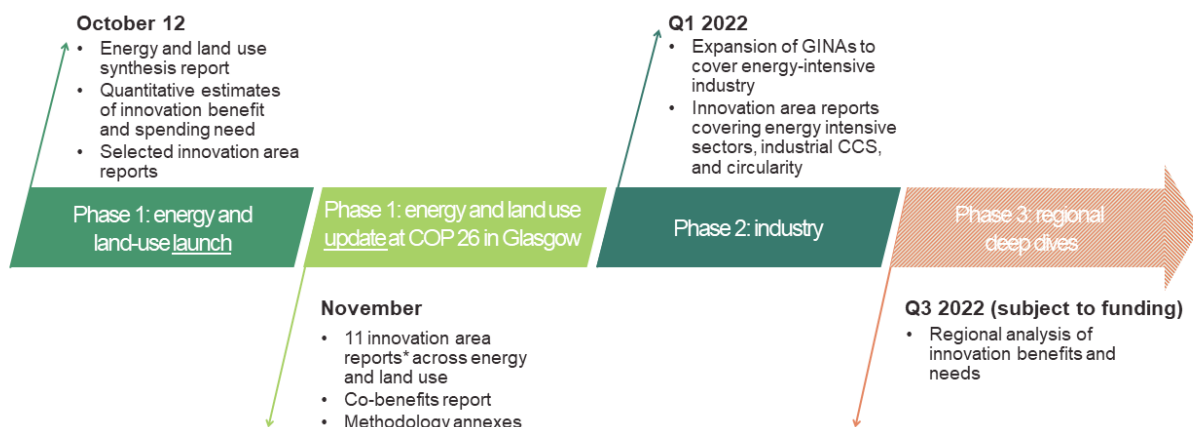 October 12
• Energy and land use
synthesis report
• Quantitative estimates
of innovation benefit
and spending need
• Selected innovation area
reports
Q1 2022
• Expansion of GINAs to
cover energy-intensive
industry
• Innovation area reports
covering energy intensive
sectors, industrial CCS,
and circularity
Phase 1: energy and
land-use launch
Phase 1: energy and land use
update at COP 26 in Glasgow
Phase 2: industry
Phase 3: regional
deep dives
November
• 11 innovation area
reports* across energy
and land use
• Co-benefits report
• Methodology annexes
Q3 2022 (subject to funding)
• Regional analysis of
innovation benefits and
needs